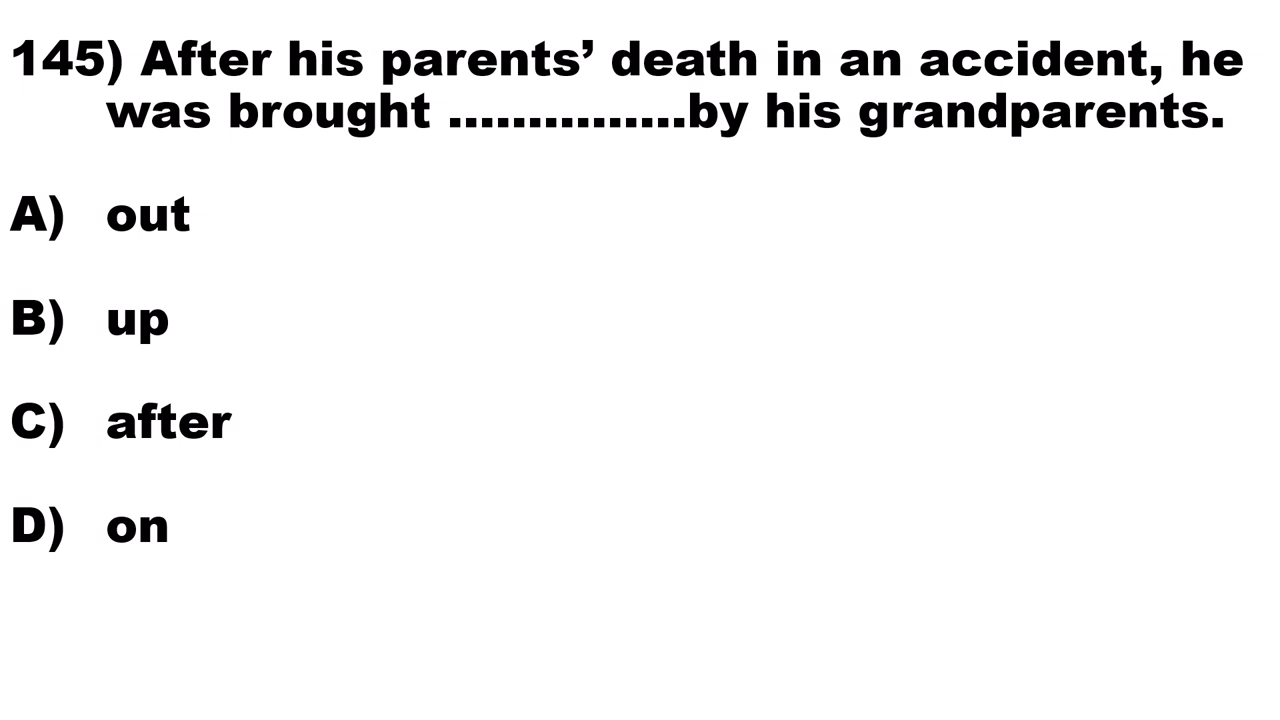 145) After his parents’ death in an accident, he
was brought ...............by his grandparents.
A) out
B) up
C) after
D) on